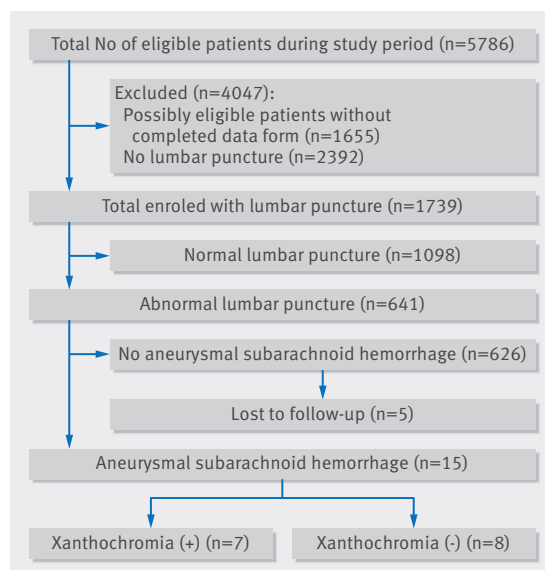 Total No of eligible patients during study period (n=5786)
Excluded (n=4047):
Possibly eligible patients without
completed data form (n=1655)
No lumbar puncture (n=2392)
Total enroled with lumbar puncture (n=1739)
Normal lumbar puncture (n=1098)
Abnormal lumbar puncture (n=641)
No aneurysmal subarachnoid hemorrhage (n=626)
Lost to follow-up (n=5)
Aneurysmal subarachnoid hemorrhage (n=15)
Xanthochromia (+) (n=7)
Xanthochromia (-) (n=8)